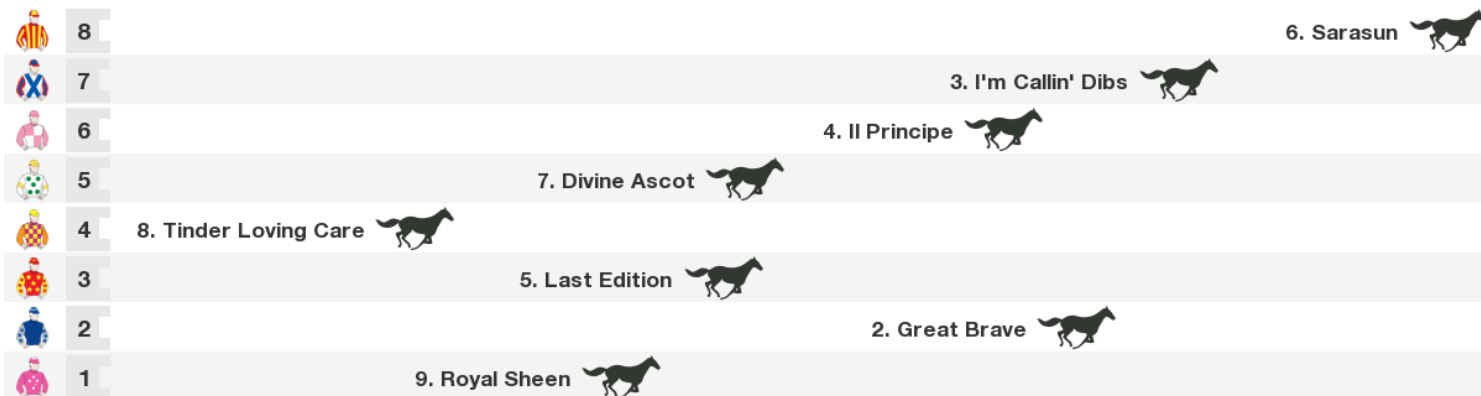 8 6. Sarasun
7 3. I'm Callin' Dibs
6 4. Il Principe
5 7. Divine Ascot
4 8. Tinder Loving Care
3 5. Last Edition
2 2. Great Brave
1 9. Royal Sheen